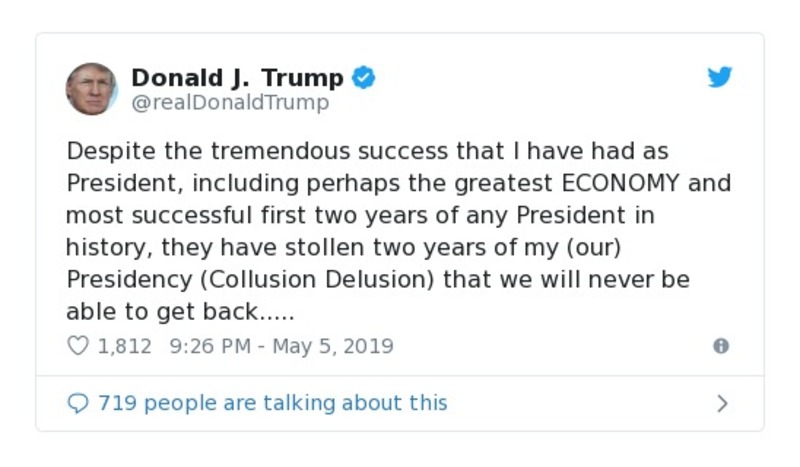 Donald J. Trump
@realDonaldTrump
Despite the tremendous success that I have had as
President, including perhaps the greatest ECONOMY and
most successful first two years of any President in
history, they have stollen two years of my (our)
Presidency (Collusion Delusion) that we will never be
able to get back.....
1,812 9:26 PM - May 5, 2019
719 people are talking about this